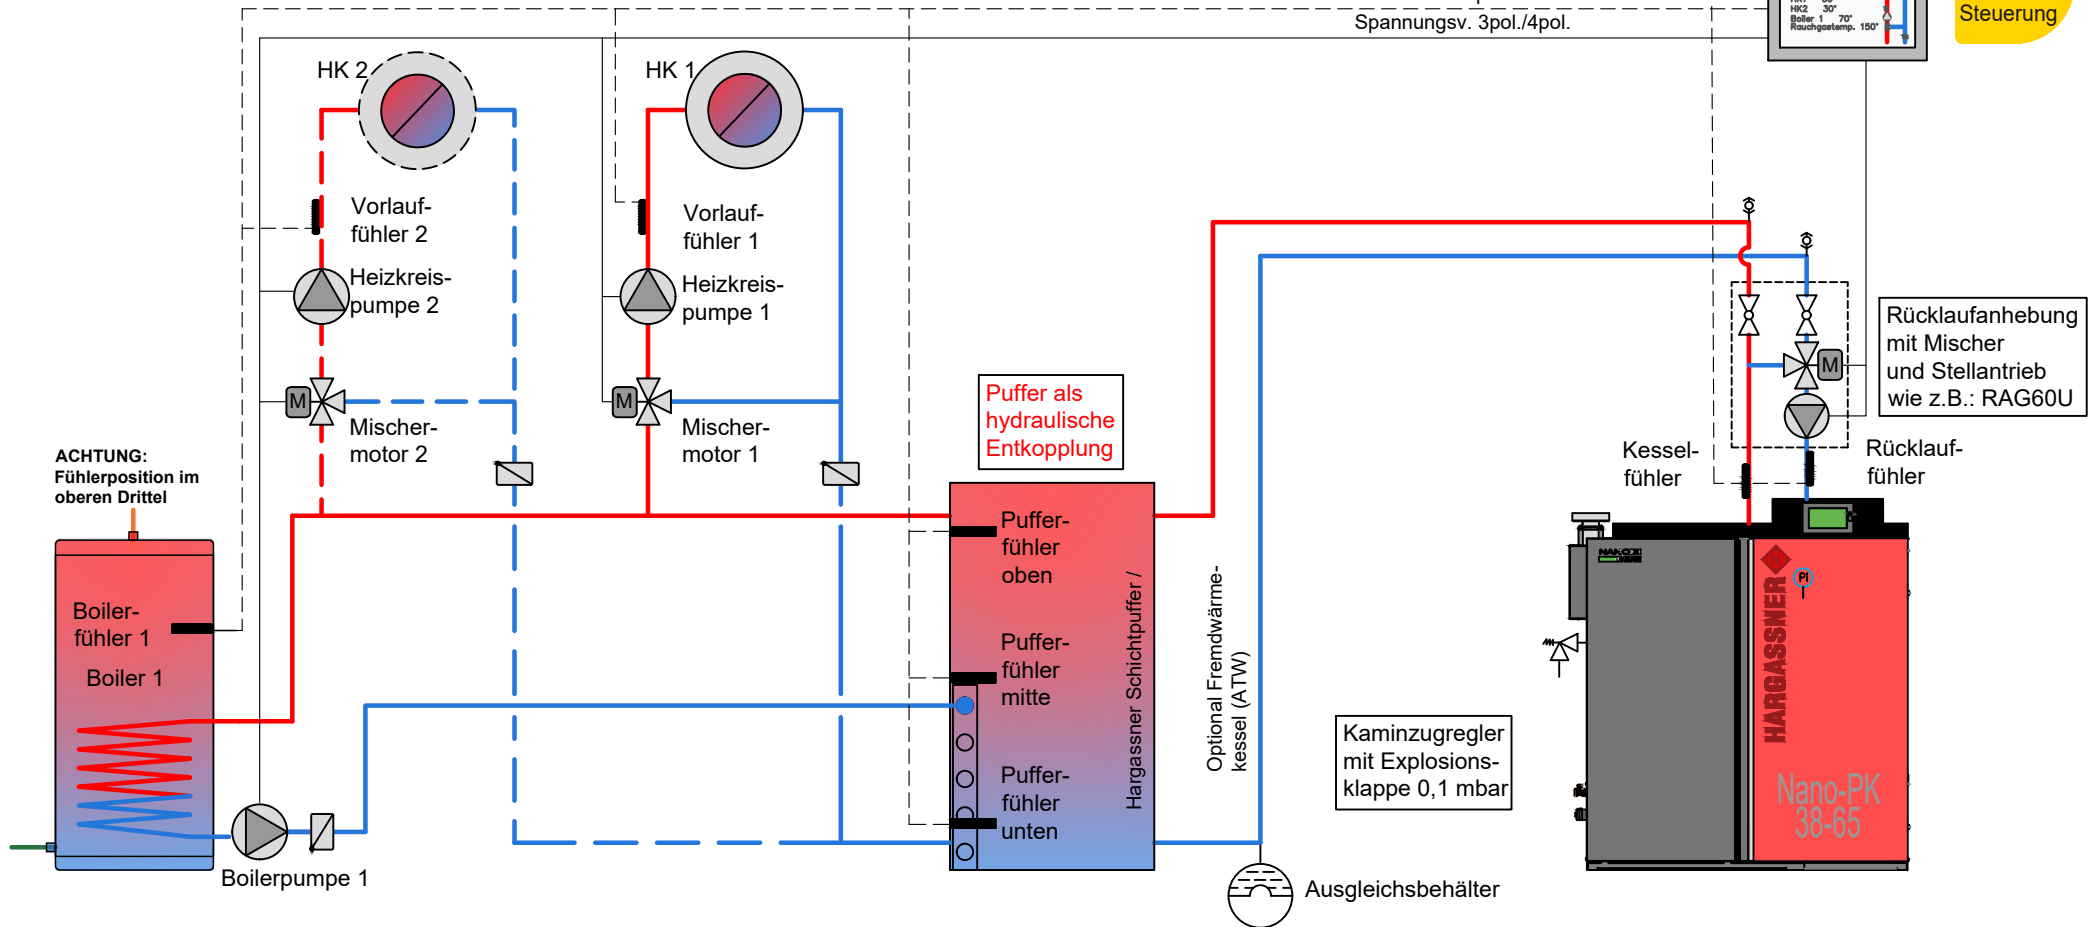 Spannungsv. 3pol./4pol.
HK2 30°
Boiler 1 70°
Rauchgastemp. 150°
Steuerung
HK 2
HK 1
Vorlauf-
fühler 2
Vorlauf-
fühler 1
Heizkreis-
pumpe 2
Heizkreis-
pumpe 1
M
M
M
Mischer-
motor 2
Mischer-
motor 1
Rücklaufanhebung
mit Mischer
und Stellantrieb
wie z.B.: RAG60U
Puffer als
hydraulische
Entkopplung
Kessel-
fühler
Rücklauf-
fühler
ACHTUNG:
Fühlerposition im
oberen Drittel
Boiler-
fühler 1
Boiler 1
Boilerpumpe 1
Puffer-
fühler
oben
Puffer-
fühler
mitte
Puffer-
fühler
unten
Hargassner Schichtpuffer /
Optional Fremdwärme-
kessel (ATW)
Kaminzugregler
mit Explosions-
klappe 0,1 mbar
Ausgleichsbehälter
H
PI
HARGASSNER
Nano-PK
38-65